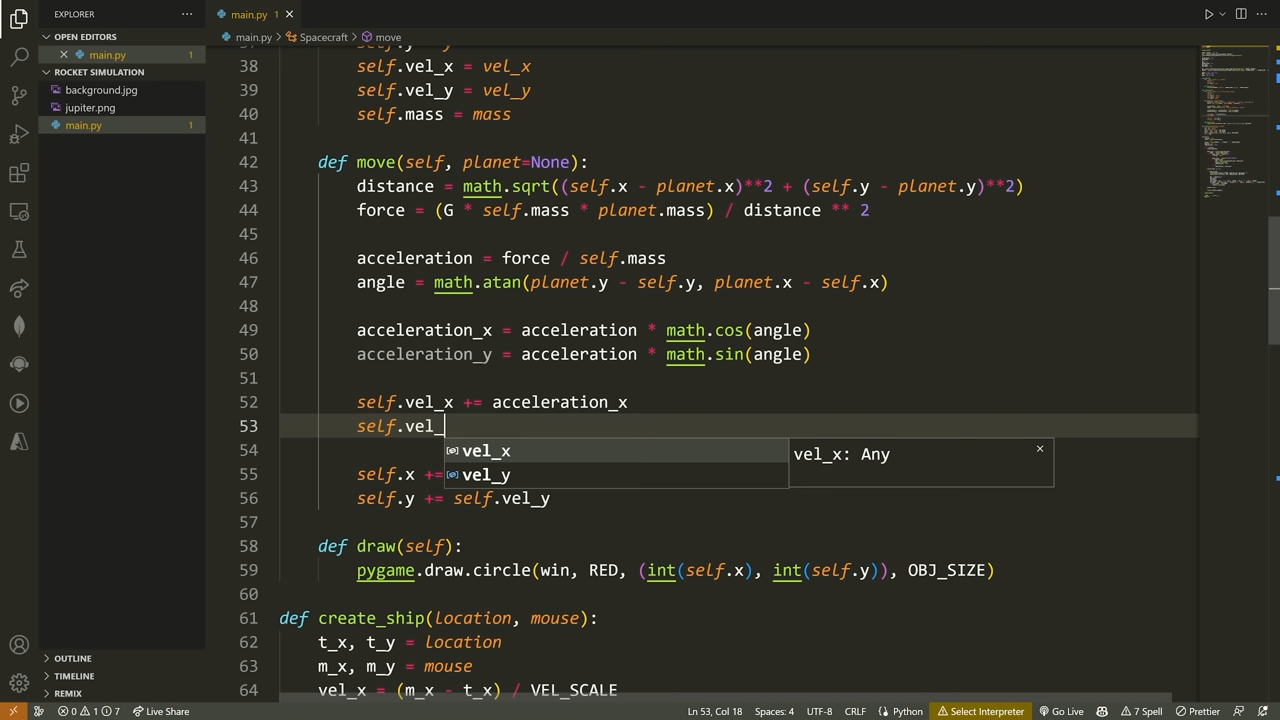 EXPLORER
···
OPEN EDITORS
main.py 1
ROCKET SIMULATION
background.jpg
jupiter.png
main.py 1
OUTLINE
TIMELINE
REMIX
main.py 1
main.py > Spacecraft > move
38 self.vel_x = vel_x
39 self.vel_y = vel_y
40 self.mass = mass
41
42 def move(self, planet=None):
43 distance = math.sqrt((self.x - planet.x)**2 + (self.y - planet.y)**2)
44 force = (G * self.mass * planet.mass) / distance ** 2
45
46 acceleration = force / self.mass
47 angle = math.atan(planet.y - self.y, planet.x - self.x)
48
49 acceleration_x = acceleration * math.cos(angle)
50 acceleration_y = acceleration * math.sin(angle)
51
52 self.vel_x += acceleration_x
53 self.vel_
54
vel_x
vel_y
vel_x: Any
55 self.x +=
56 self.y += self.vel_y
57
58 def draw(self):
59 pygame.draw.circle(win, RED, (int(self.x), int(self.y)), OBJ_SIZE)
60
61 def create_ship(location, mouse):
62 t_x, t_y = location
63 m_x, m_y = mouse
64 vel_x = (m_x - t_x) / VEL_SCALE
0 1 7 Live Share Ln 53, Col 18 Spaces: 4 UTF-8 CRLF Python Select Interpreter Go Live 7 Spell Prettier